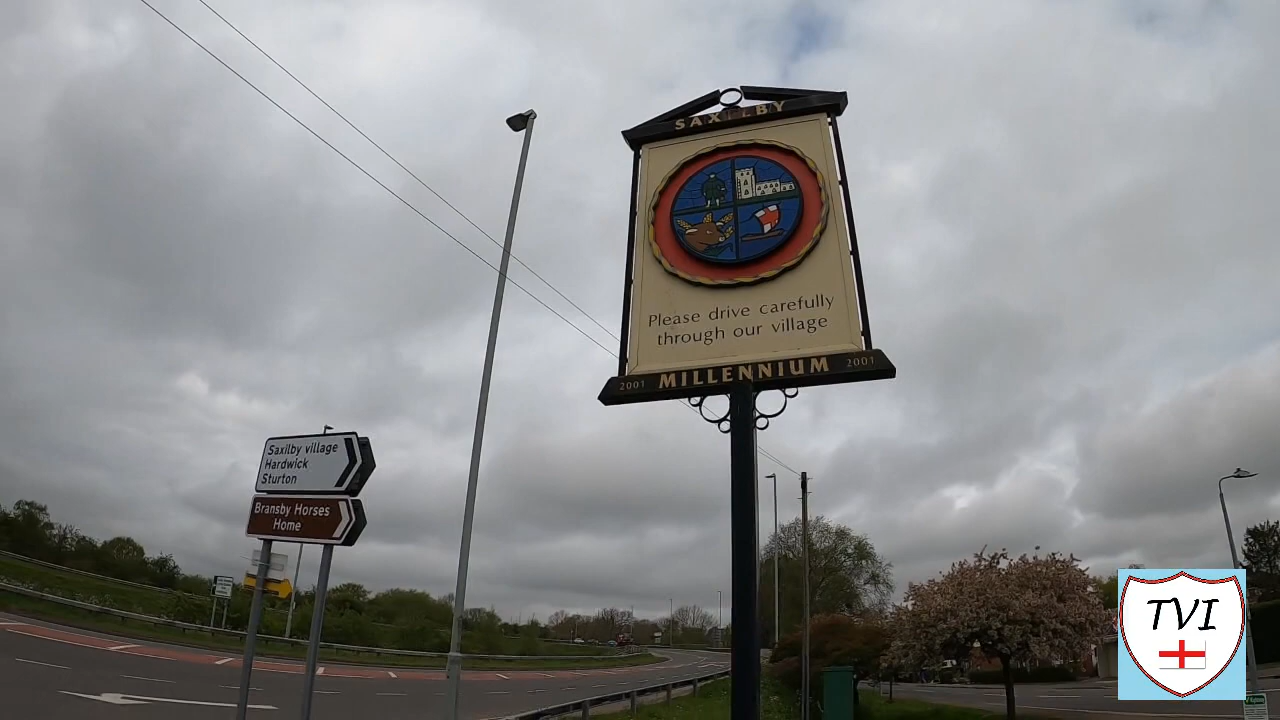 SAXILBY
Please drive carefully
through our village
2001 MILLENNIUM 2001
Saxilby village
Hardwick
Sturton
Bransby Horses
Home
TVI